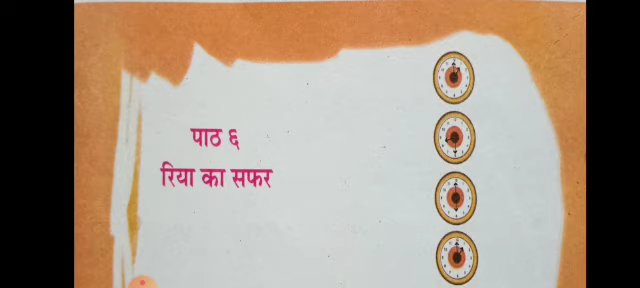 पाठ ६
रिया का सफर